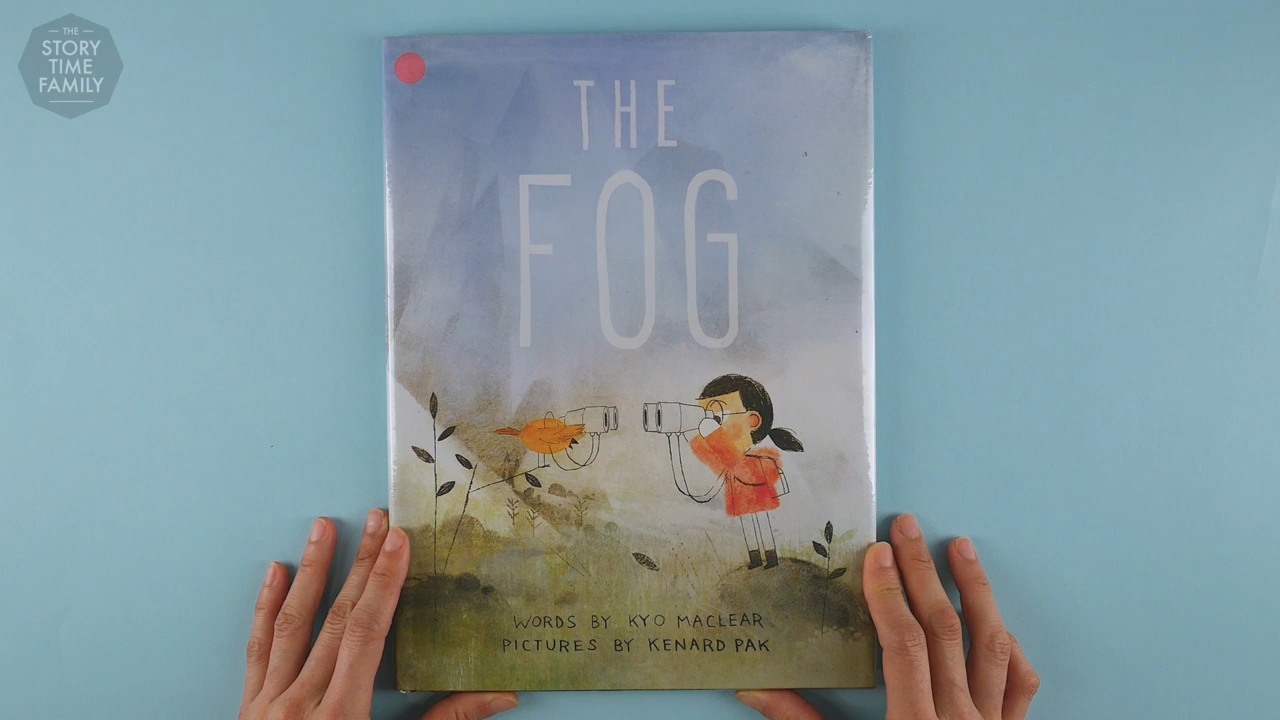 THE
STORY
TIME
FAMILY
THE
FOG
WORDS BY KYO MACLEAR
PICTURES BY KENARD PAK